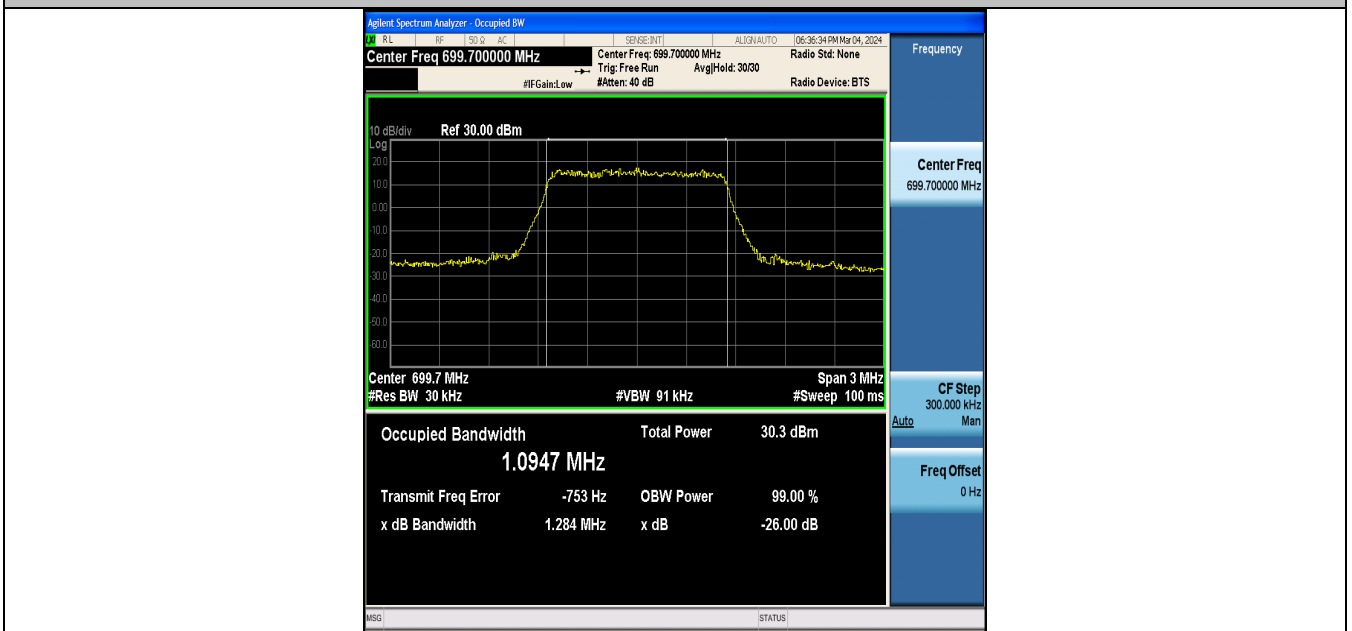 Agilent Spectrum Analyzer - Occupied BW
LXI RL RF 50 Ω AC SENSE:INT ALIGN AUTO 06:36:34 PM Mar 04, 2024
Center Freq 699.700000 MHz Center Freq: 699.700000 MHz Radio Std: None Frequency
Trig: Free Run Avg|Hold: 30/30
#IFGain:Low #Atten: 40 dB Radio Device: BTS
10 dB/div Ref 30.00 dBm
Log
20.0
10.0
0.00
-10.0
-20.0
-30.0
-40.0
-50.0
-60.0
Center 699.7 MHz Span 3 MHz
#Res BW 30 kHz #VBW 91 kHz #Sweep 100 ms
Occupied Bandwidth Total Power 30.3 dBm
1.0947 MHz
Transmit Freq Error -753 Hz OBW Power 99.00 %
x dB Bandwidth 1.284 MHz x dB -26.00 dB
Center Freq
699.700000 MHz
CF Step
300.000 kHz
Auto Man
Freq Offset
0 Hz
MSG STATUS